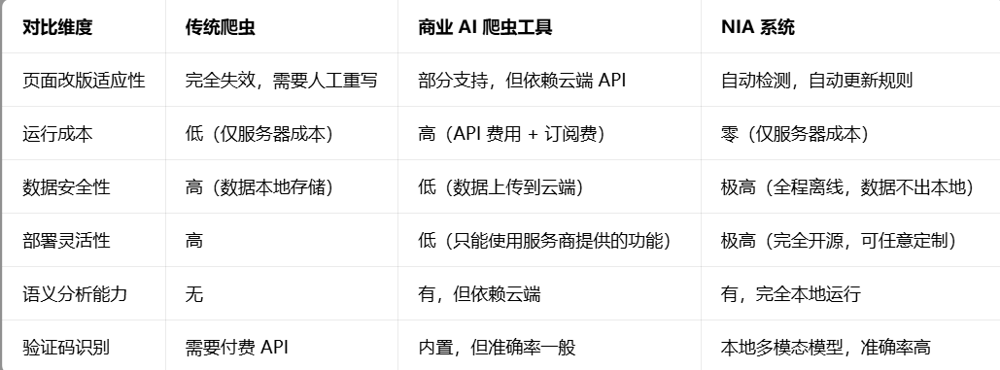 对比维度 传统爬虫 商业 AI 爬虫工具 NIA 系统
页面改版适应性 完全失效，需要人工重写 部分支持，但依赖云端 API 自动检测，自动更新规则
运行成本 低（仅服务器成本） 高（API 费用 + 订阅费） 零（仅服务器成本）
数据安全性 高（数据本地存储） 低（数据上传到云端） 极高（全程离线，数据不出本地）
部署灵活性 高 低（只能使用服务商提供的功能） 极高（完全开源，可任意定制）
语义分析能力 无 有，但依赖云端 有，完全本地运行
验证码识别 需要付费 API 内置，但准确率一般 本地多模态模型，准确率高